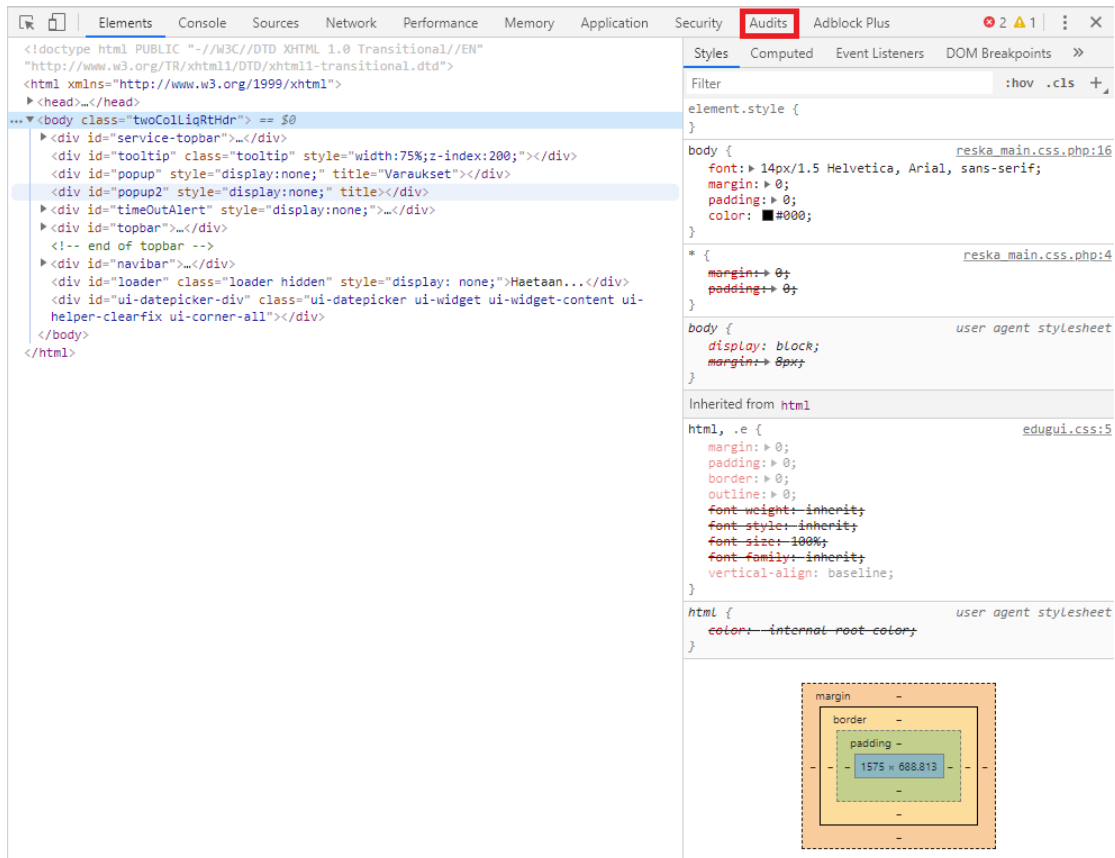 Elements Console Sources Network Performance Memory Application Security Audits Adblock Plus 2 1
<!doctype html PUBLIC "-//W3C//DTD XHTML 1.0 Transitional//EN"
"http://www.w3.org/TR/xhtml1/DTD/xhtml1-transitional.dtd">
<html xmlns="http://www.w3.org/1999/xhtml">
<head>…</head>
<body class="twoColLiqRtHdr"> == $0
<div id="service-topbar">…</div>
<div id="tooltip" class="tooltip" style="width:75%;z-index:200;"></div>
<div id="popup" style="display:none;" title="Varaukset"></div>
<div id="popup2" style="display:none;" title></div>
<div id="timeOutAlert" style="display:none;">…</div>
<div id="topbar">…</div>
<!-- end of topbar -->
<div id="navibar">…</div>
<div id="loader" class="loader hidden" style="display: none;">Haetaan...</div>
<div id="ui-datepicker-div" class="ui-datepicker ui-widget ui-widget-content ui-
helper-clearfix ui-corner-all"></div>
</body>
</html>
Styles Computed Event Listeners DOM Breakpoints »
Filter :hov .cls +
element.style {
}
body { reska_main.css.php:16
font: 14px/1.5 Helvetica, Arial, sans-serif;
margin: 0;
padding: 0;
color: #000;
}
* { reska_main.css.php:4
margin: 0;
padding: 0;
}
body { user agent stylesheet
display: block;
margin: 8px;
}
Inherited from html
html, .e { edugui.css:5
margin: 0;
padding: 0;
border: 0;
outline: 0;
font-weight: inherit;
font-style: inherit;
font-size: 100%;
font-family: inherit;
vertical-align: baseline;
}
html { user agent stylesheet
color: -internal-root-color;
}
margin -
border -
padding -
- - - 1575 × 688.813 - - -
-
-
-